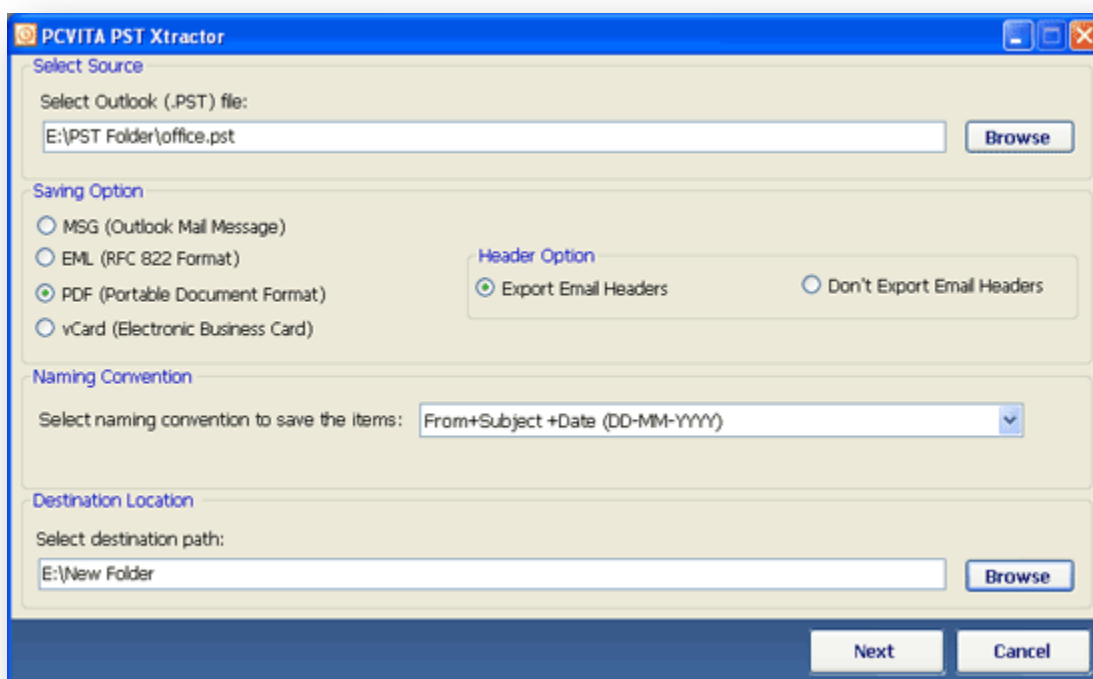 PCVITA PST Xtractor
Select Source
Select Outlook (.PST) file:
E:\PST Folder\office.pst
Browse
Saving Option
MSG (Outlook Mail Message)
EML (RFC 822 Format)
Header Option
PDF (Portable Document Format)
Export Email Headers
Don't Export Email Headers
vCard (Electronic Business Card)
Naming Convention
Select naming convention to save the items:
From+Subject +Date (DD-MM-YYYY)
Destination Location
Select destination path:
E:\New Folder
Browse
Next
Cancel